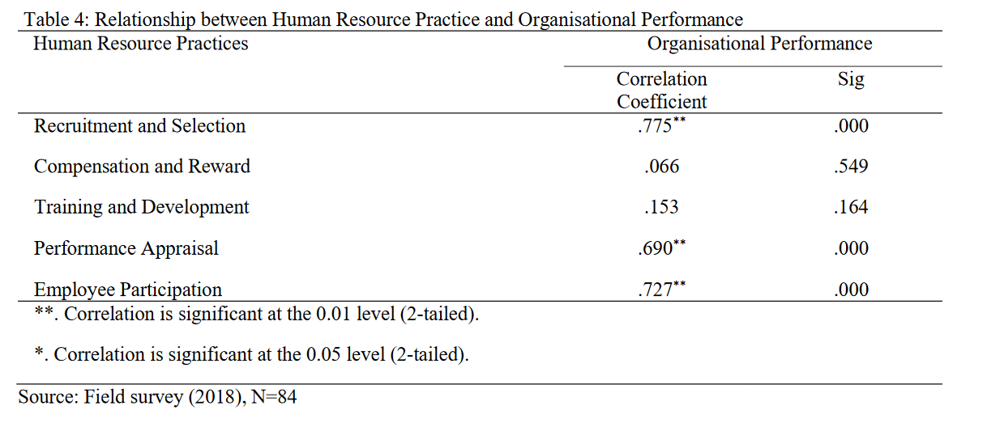 Table 4: Relationship between Human Resource Practice and Organisational Performance
Human Resource Practices Organisational Performance
Correlation Coefficient Sig
Recruitment and Selection .775** .000
Compensation and Reward .066 .549
Training and Development .153 .164
Performance Appraisal .690** .000
Employee Participation .727** .000
**. Correlation is significant at the 0.01 level (2-tailed).
*. Correlation is significant at the 0.05 level (2-tailed).
Source: Field survey (2018), N=84